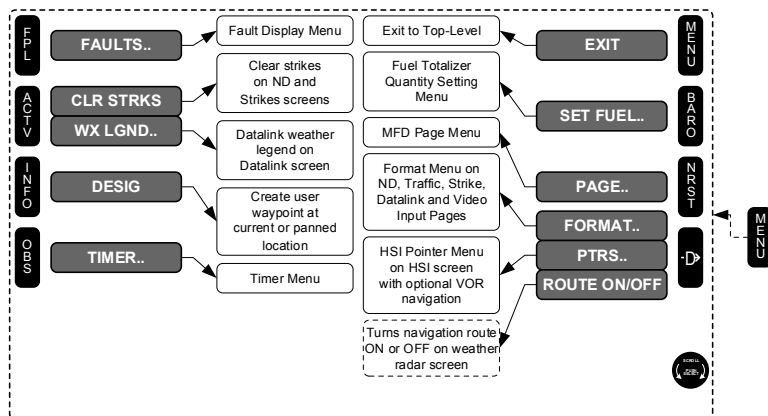 FPL
FAULTS..
Fault Display Menu
Exit to Top-Level
EXIT
MENU
ACTV
CLR STRKS
Clear strikes
on ND and
Strikes screens
Fuel Totalizer
Quantity Setting
Menu
SET FUEL..
BARO
WX LGND..
Datalink weather
legend on
Datalink screen
MFD Page Menu
PAGE..
NRST
INFO
DESIG
Create user
waypoint at
current or panned
location
Format Menu on
ND, Traffic, Strike,
Datalink and Video
Input Pages
FORMAT..
MENU
OBS
TIMER..
Timer Menu
HSI Pointer Menu
on HSI screen
with optional VOR
navigation
PTRS..
D
ROUTE ON/OFF
Turns navigation route
ON or OFF on weather
radar screen
SCROLL
PUSH
SELECT